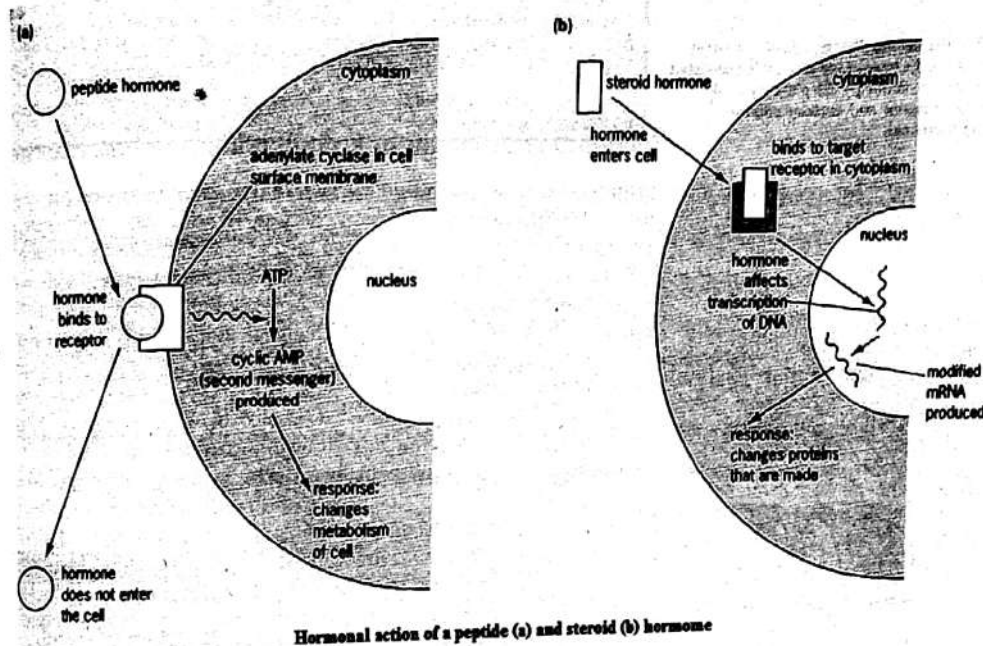 (a)
peptide hormone
cytoplasm
adenylate cyclase in cell
surface membrane
hormone
binds to
receptor
ATP
cyclic AMP
(second messenger)
produced
nucleus
response:
changes
metabolism
of cell
hormone
does not enter
the cell
(b)
steroid hormone
hormone
enters cell
cytoplasm
binds to target
receptor in cytoplasm
nucleus
hormone
affects
transcription
of DNA
modified
mRNA
produced
response:
changes proteins
that are made
Hormonal action of a peptide (a) and steroid (b) hormome